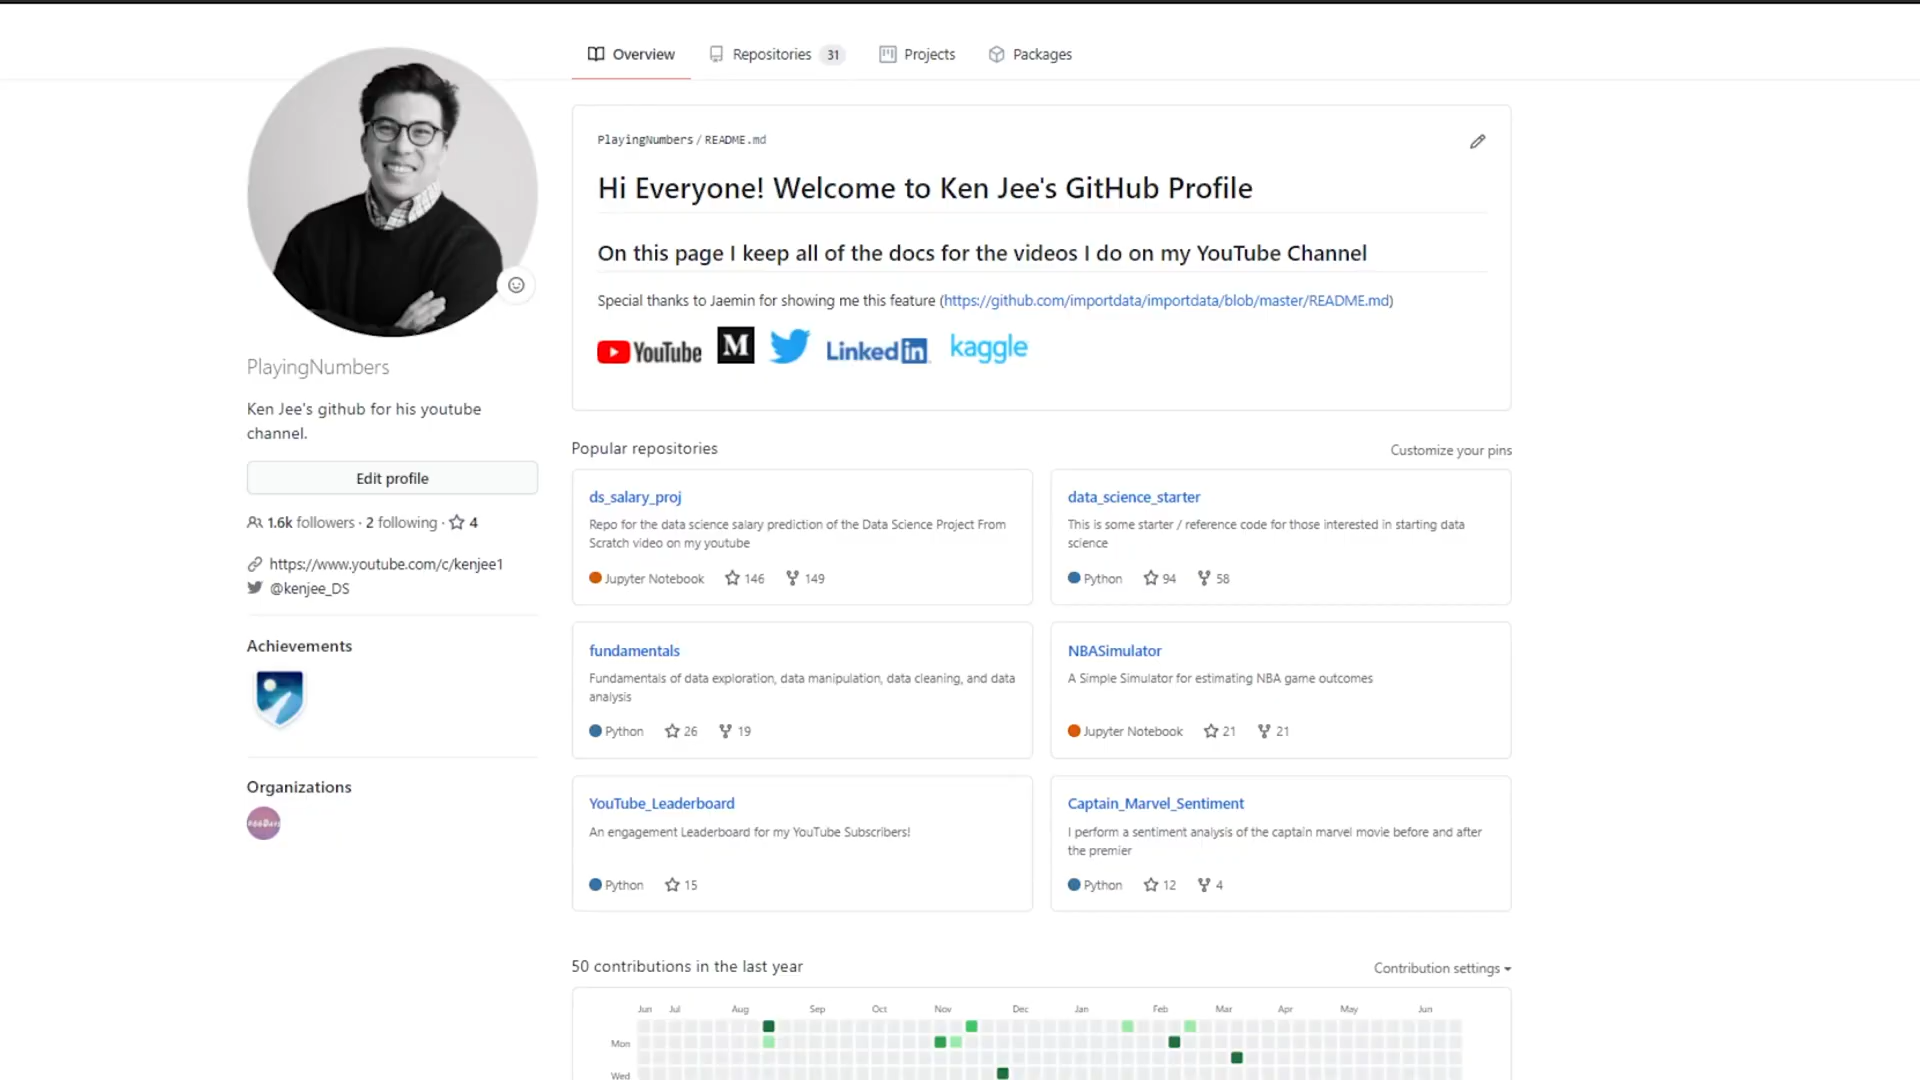 Overview
Repositories 31
Projects
Packages
PlayingNumbers / README.md
Hi Everyone! Welcome to Ken Jee's GitHub Profile
On this page I keep all of the docs for the videos I do on my YouTube Channel
Special thanks to Jaemin for showing me this feature (https://github.com/importdata/importdata/blob/master/README.md)
YouTube M Linked in kaggle
PlayingNumbers
Ken Jee's github for his youtube
channel.
Edit profile
1.6k followers · 2 following · 4
https://www.youtube.com/c/kenjee1
@kenjee_DS
Achievements
Organizations
Popular repositories
Customize your pins
ds_salary_proj
Repo for the data science salary prediction of the Data Science Project From
Scratch video on my youtube
Jupyter Notebook 146 149
data_science_starter
This is some starter / reference code for those interested in starting data
science
Python 94 58
fundamentals
Fundamentals of data exploration, data manipulation, data cleaning, and data
analysis
Python 26 19
NBASimulator
A Simple Simulator for estimating NBA game outcomes
Jupyter Notebook 21 21
YouTube_Leaderboard
An engagement Leaderboard for my YouTube Subscribers!
Python 15
Captain_Marvel_Sentiment
I perform a sentiment analysis of the captain marvel movie before and after
the premier
Python 12 4
50 contributions in the last year
Contribution settings
Jun Jul Aug Sep Oct Nov Dec Jan Feb Mar Apr May Jun
Mon
Wed